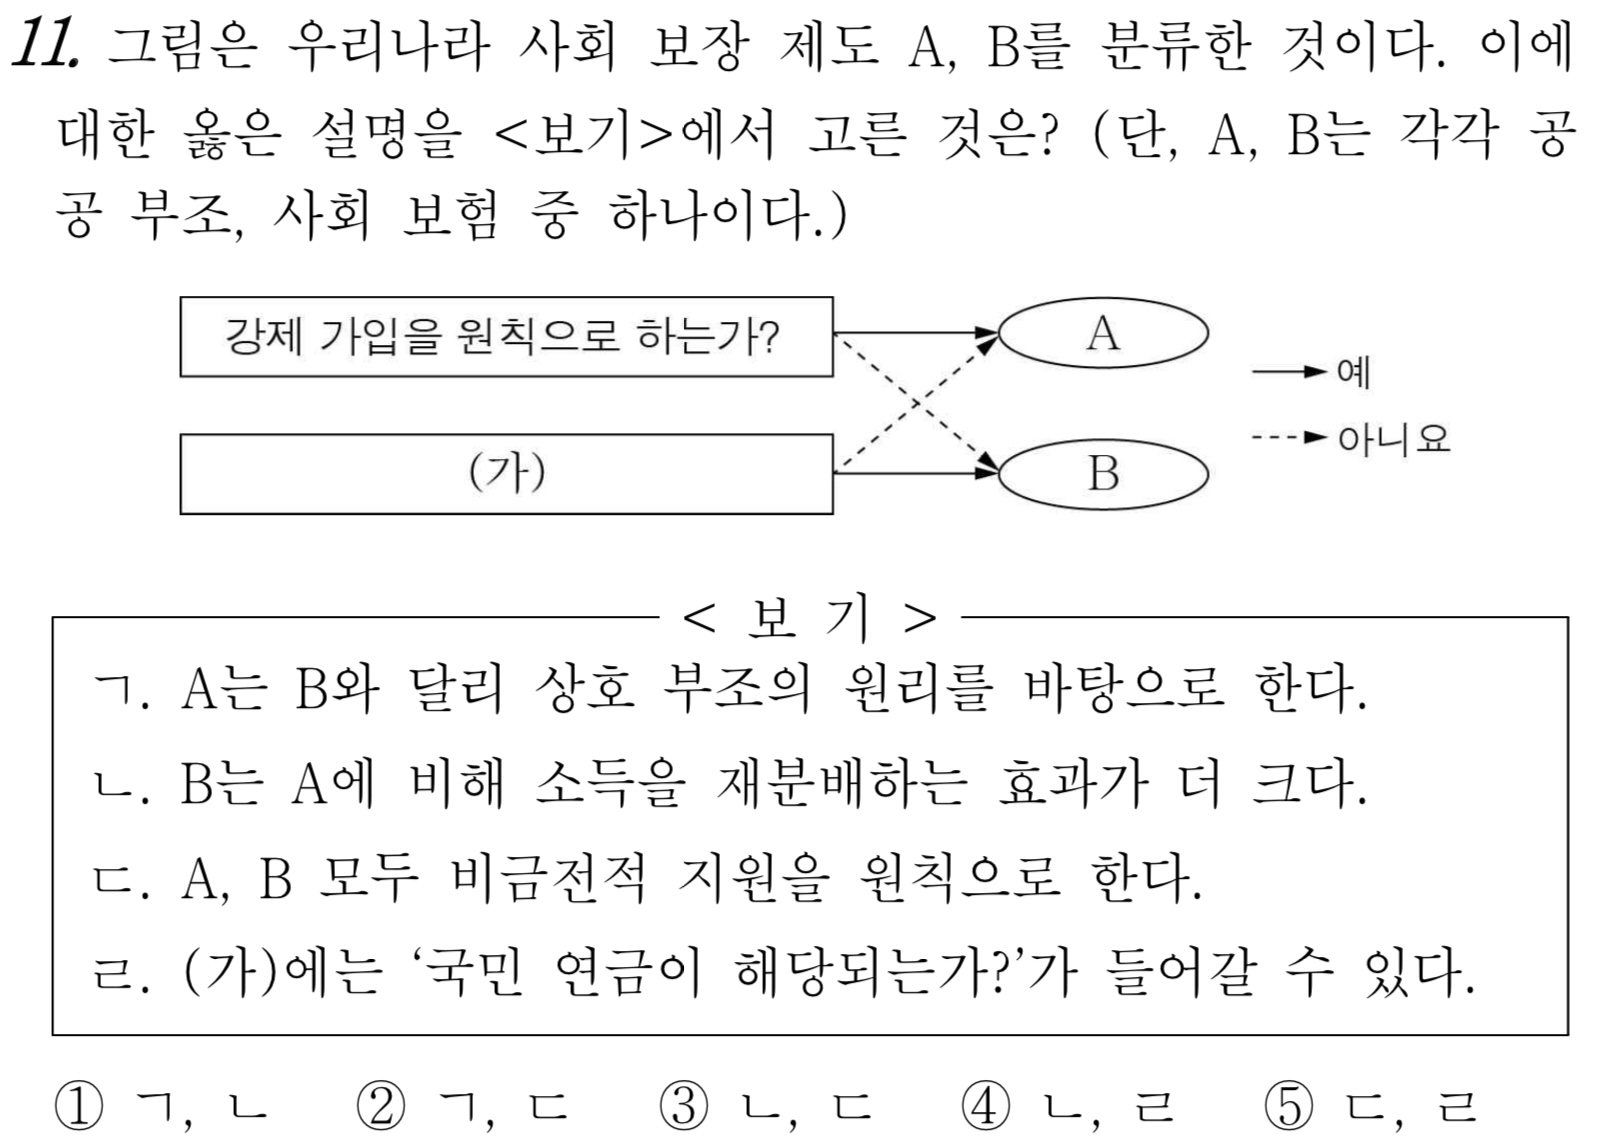 11. 그림은 우리나라 사회 보장 제도 A, B를 분류한 것이다. 이에
대한 옳은 설명을 <보기>에서 고른 것은? (단, A, B는 각각 공
공 부조, 사회 보험 중 하나이다.)
강제 가입을 원칙으로 하는가?
A
예
아니요
(가)
B
< 보 기 >
ㄱ. A는 B와 달리 상호 부조의 원리를 바탕으로 한다.
ㄴ. B는 A에 비해 소득을 재분배하는 효과가 더 크다.
ㄷ. A, B 모두 비금전적 지원을 원칙으로 한다.
ㄹ. (가)에는 ‘국민 연금이 해당되는가?’가 들어갈 수 있다.
① ㄱ, ㄴ ② ㄱ, ㄷ ③ ㄴ, ㄷ ④ ㄴ, ㄹ ⑤ ㄷ, ㄹ